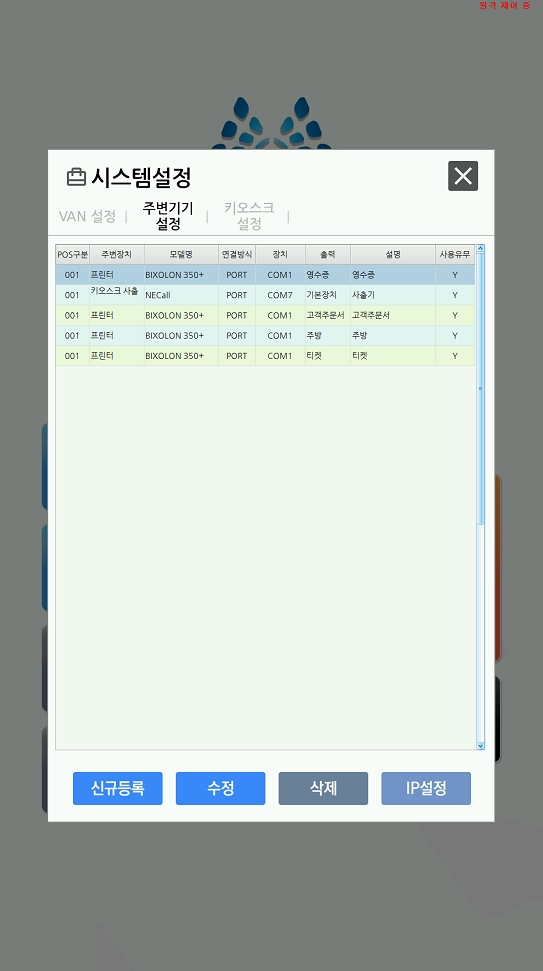 원격 제어 중
시스템설정
VAN 설정 | 주변기기 설정 | 키오스크 설정 |
POS구분 주변장치 모델명 연결방식 장치 출력 설명 사용유무
001 프린터 BIXOLON 350+ PORT COM1 영수증 영수증 Y
001 키오스크 사출 NECall PORT COM7 기본장치 사출기 Y
001 프린터 BIXOLON 350+ PORT COM1 고객주문서 고객주문서 Y
001 프린터 BIXOLON 350+ PORT COM1 주방 주방 Y
001 프린터 BIXOLON 350+ PORT COM1 티켓 티켓 Y
신규등록 수정 삭제 IP설정